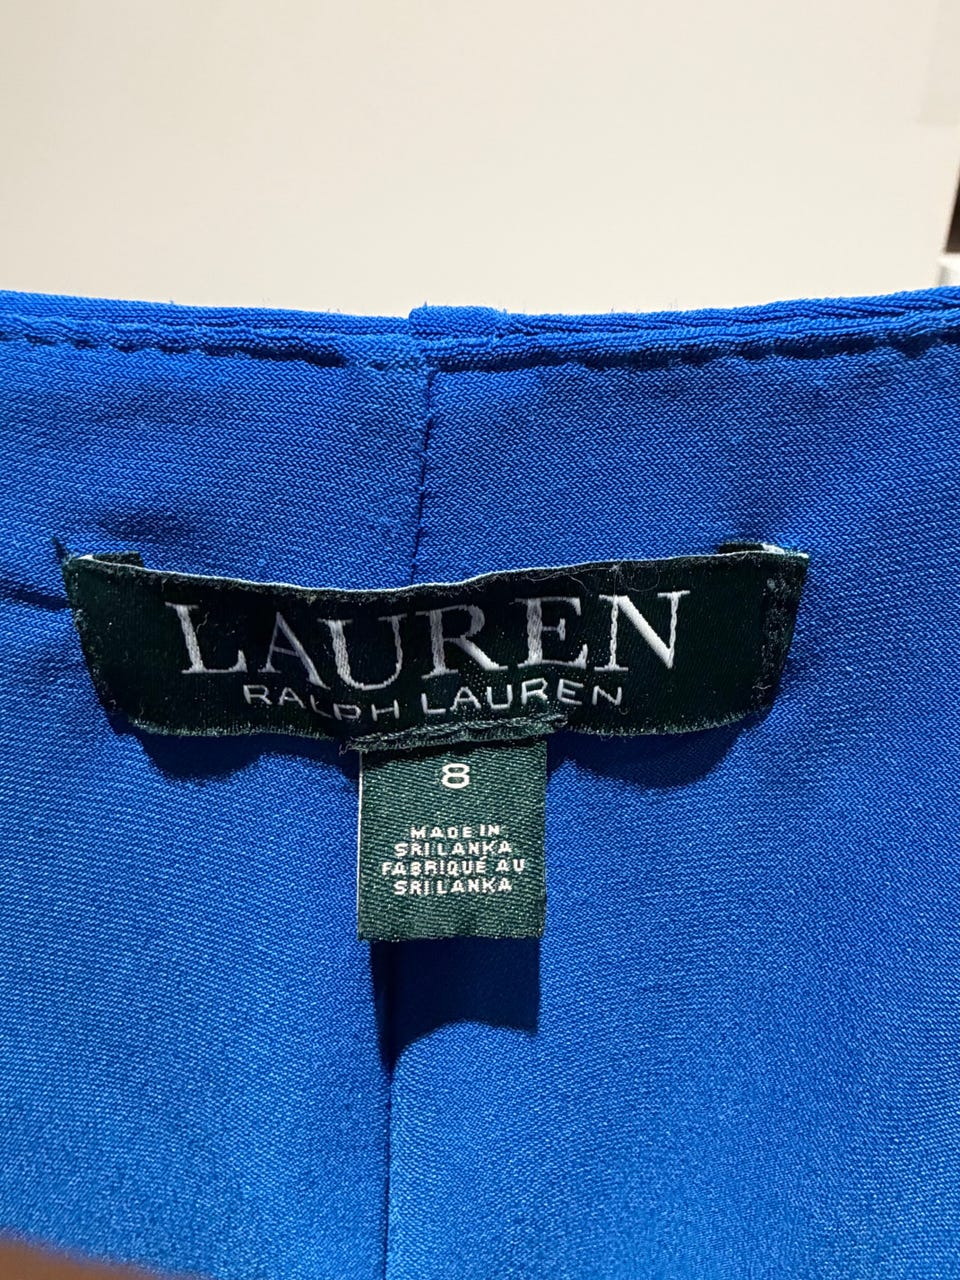 LAUREN
RALPH LAUREN
8
MADE IN
SRI LANKA
FABRIQUÉ AU
SRI LANKA